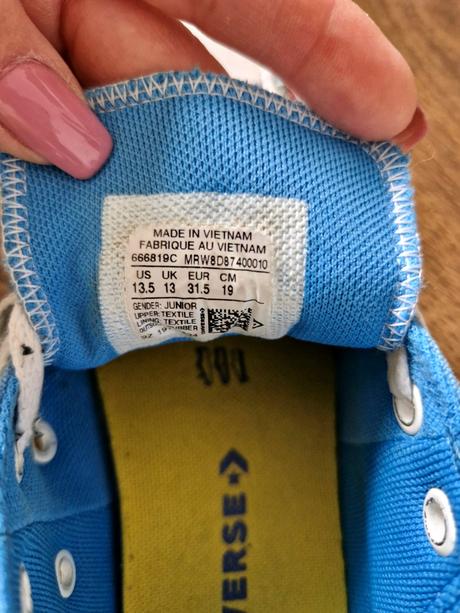 MADE IN VIETNAM
FABRIQUE AU VIETNAM
666819C MRW8D87400010
US UK EUR CM
13.5 13 31.5 19
GENDER: JUNIOR
UPPER: TEXTILE
LINING: TEXTILE
VERSE